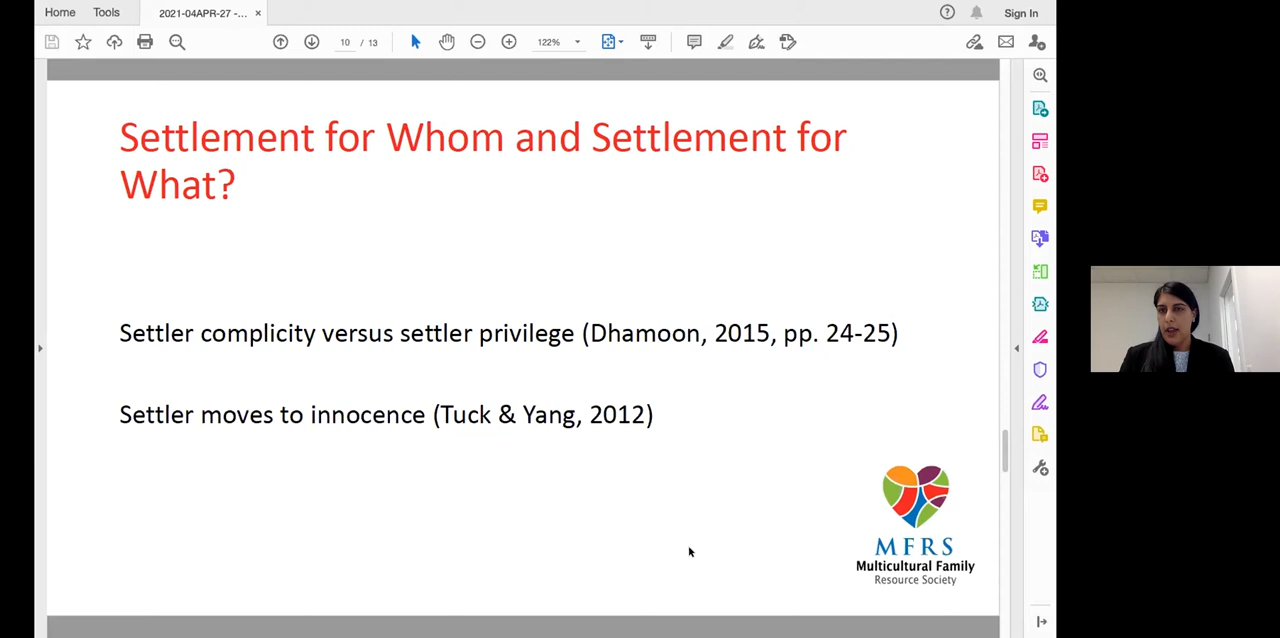 Home Tools 2021-04APR-27 -... × Sign In
10 / 13 122%
Settlement for Whom and Settlement for
What?
Settler complicity versus settler privilege (Dhamoon, 2015, pp. 24-25)
Settler moves to innocence (Tuck & Yang, 2012)
MFRS
Multicultural Family
Resource Society